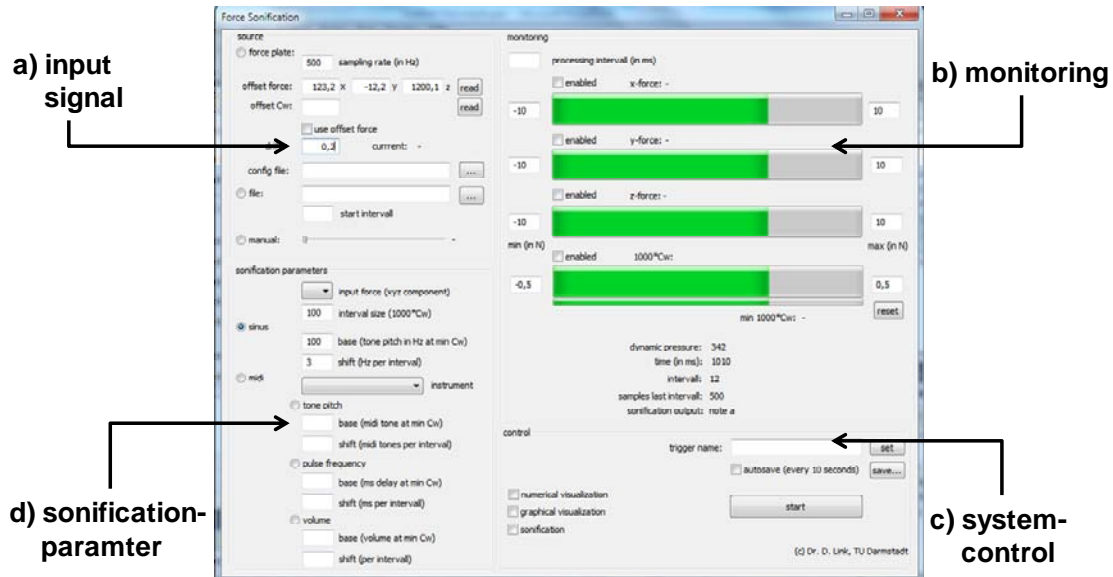 Force Sonification
a) input
signal
b) monitoring
c) system-
control
d) sonification-
paramter
source
force plate:
500 sampling rate (in Hz)
offset force: 123,2 x -12,2 y 1200,1 z read
offset Cw: read
use offset force
0,2 currrent: -
config file: ...
file: ...
start intervall
manual: -
sonification parameters
input force (xyz component)
100 interval size (1000*Cw)
sinus
100 base (tone pitch in Hz at min Cw)
3 shift (Hz per interval)
midi
instrument
tone pitch
base (midi tone at min Cw)
shift (midi tones per interval)
pulse frequency
base (ms delay at min Cw)
shift (ms per interval)
volume
base (volume at min Cw)
shift (per interval)
monitoring
processing intervall (in ms)
enabled x-force: -
-10 10
enabled y-force: -
-10 10
enabled z-force: -
-10 10
min (in N) max (in N)
enabled 1000*Cw:
-0,5 0,5
min 1000*Cw: - reset
dynamic pressure: 342
time (in ms): 1010
intervall: 12
samples last intervall: 500
sonification output: note a
control
trigger name: set
autosave (every 10 seconds) save...
numerical visualization
graphical visualization
sonification
start
(c) Dr. D. Link, TU Darmstadt